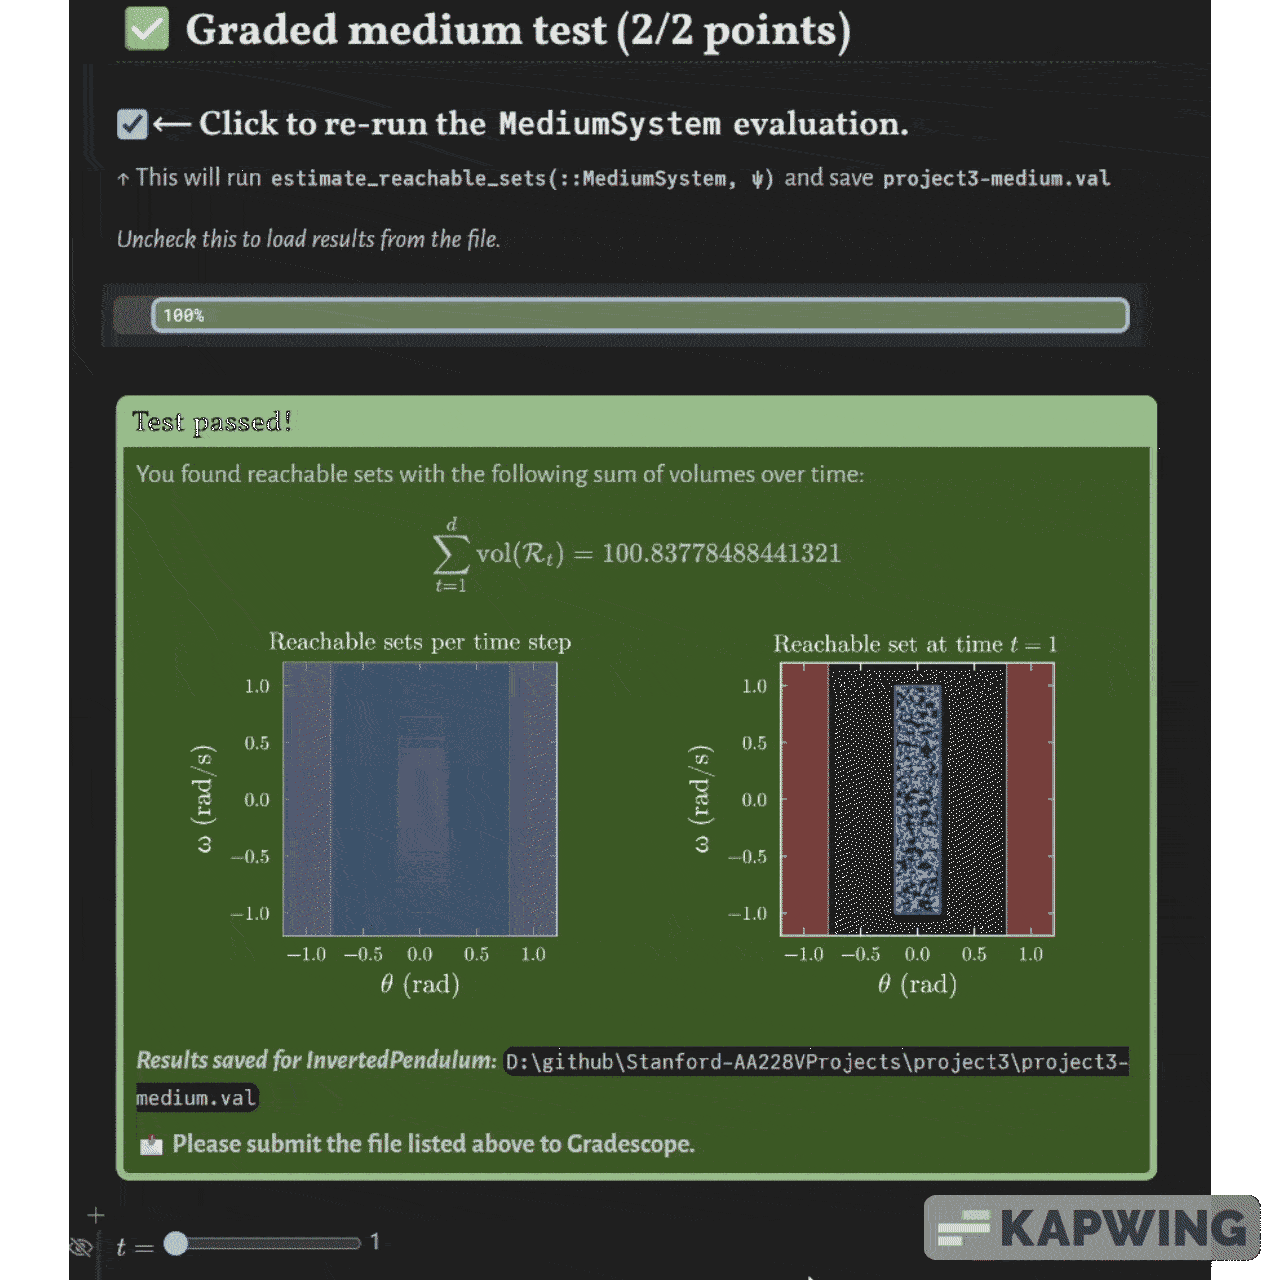 Graded medium test (2/2 points)
⟵ Click to re-run the MediumSystem evaluation.
↑ This will run estimate_reachable_sets(::MediumSystem, ψ) and save project3-medium.val
Uncheck this to load results from the file.
100%
Test passed!
You found reachable sets with the following sum of volumes over time:
d
∑ vol(ℛt) = 100.83778488441321
t=1
Reachable sets per time step
1.0
0.5
0.0
−0.5
−1.0
ω (rad/s)
−1.0 −0.5 0.0 0.5 1.0
θ (rad)
Reachable set at time t = 1
1.0
0.5
0.0
−0.5
−1.0
ω (rad/s)
−1.0 −0.5 0.0 0.5 1.0
θ (rad)
Results saved for InvertedPendulum: D:\github\Stanford-AA228VProjects\project3\project3-
medium.val
Please submit the file listed above to Gradescope.
t = 1
KAPWING